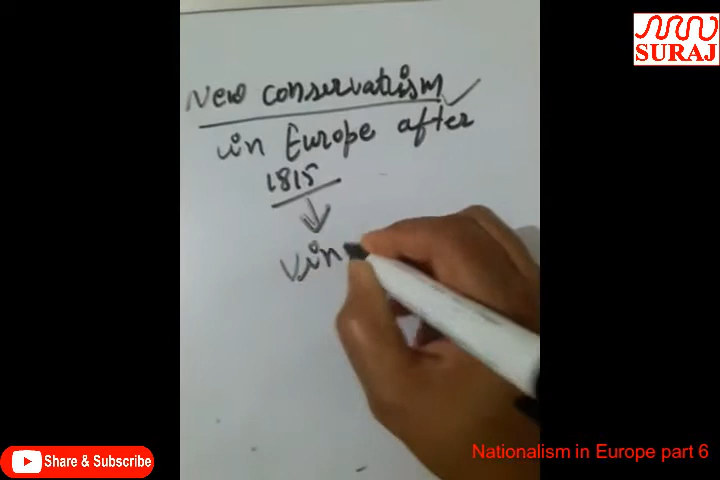 SURAJ
New conservatism
in Europe after
1815
Vin
Nationalism in Europe part 6
Share & Subscribe